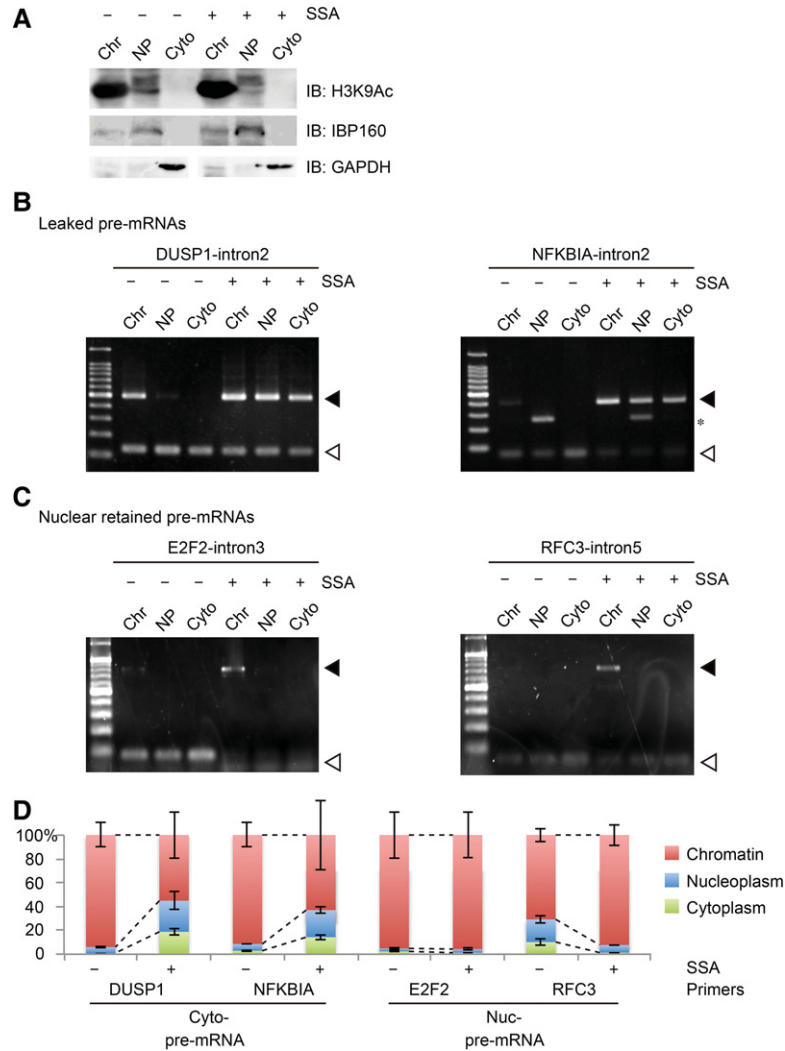 A
– – – + + + SSA
Chr NP Cyto Chr NP Cyto
IB: H3K9Ac
IB: IBP160
IB: GAPDH
B
Leaked pre-mRNAs
DUSP1-intron2
– – – + + + SSA
Chr NP Cyto Chr NP Cyto
NFKBIA-intron2
– – – + + + SSA
Chr NP Cyto Chr NP Cyto
*
C
Nuclear retained pre-mRNAs
E2F2-intron3
– – – + + + SSA
Chr NP Cyto Chr NP Cyto
RFC3-intron5
– – – + + + SSA
Chr NP Cyto Chr NP Cyto
D
100%
80
60
40
20
0
Chromatin
Nucleoplasm
Cytoplasm
– + – + – + – + SSA
DUSP1 NFKBIA E2F2 RFC3 Primers
Cyto-
pre-mRNA
Nuc-
pre-mRNA